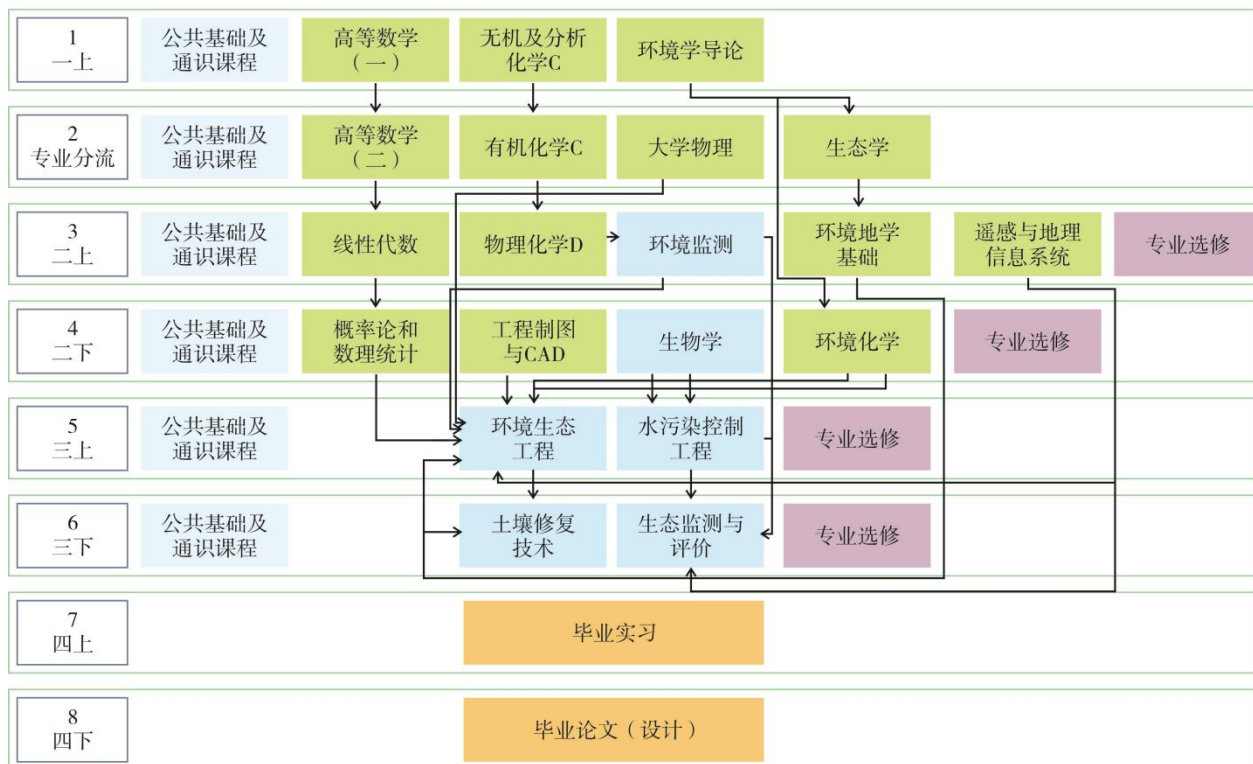 1
一上
公共基础及
通识课程
高等数学
（一）
无机及分析
化学C
环境学导论
2
专业分流
公共基础及
通识课程
高等数学
（二）
有机化学C
大学物理
生态学
3
二上
公共基础及
通识课程
线性代数
物理化学D
环境监测
环境地学
基础
遥感与地理
信息系统
专业选修
4
二下
公共基础及
通识课程
概率论和
数理统计
工程制图
与CAD
生物学
环境化学
专业选修
5
三上
公共基础及
通识课程
环境生态
工程
水污染控制
工程
专业选修
6
三下
公共基础及
通识课程
土壤修复
技术
生态监测与
评价
专业选修
7
四上
毕业实习
8
四下
毕业论文（设计）